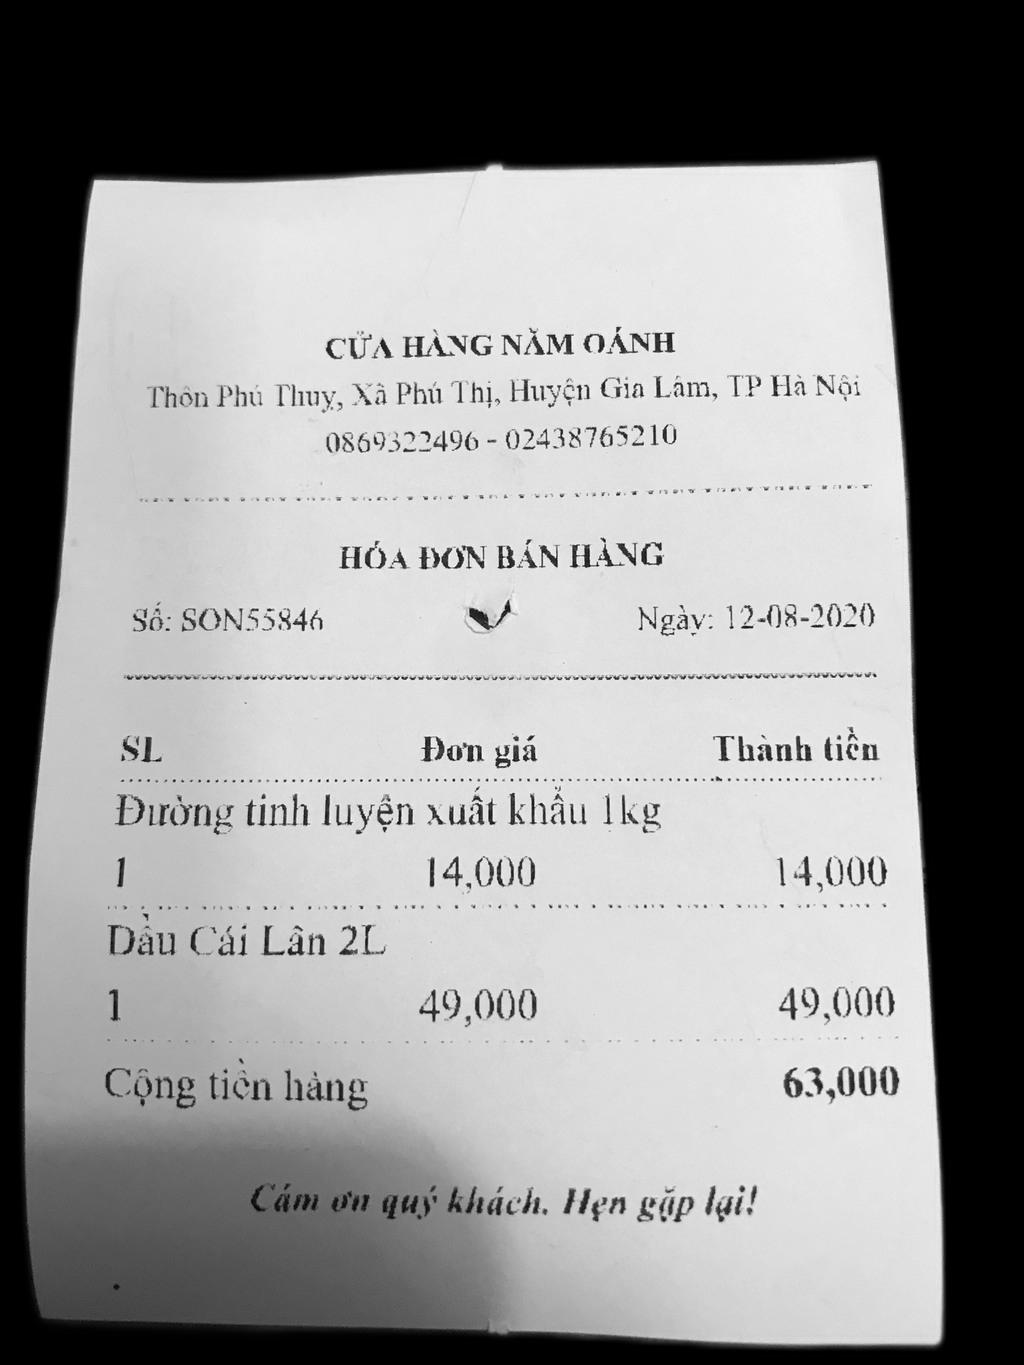 CỬA HÀNG NĂM OÁNH
Thôn Phú Thụy, Xã Phú Thị, Huyện Gia Lâm, TP Hà Nội
0869322496 - 02438765210
HÓA ĐƠN BÁN HÀNG
Số: SON55846 Ngày: 12-08-2020
SL Đơn giá Thành tiền
Đường tinh luyện xuất khẩu 1kg
1 14,000 14,000
Dầu Cái Lân 2L
1 49,000 49,000
Cộng tiền hàng 63,000
Cám ơn quý khách. Hẹn gặp lại!